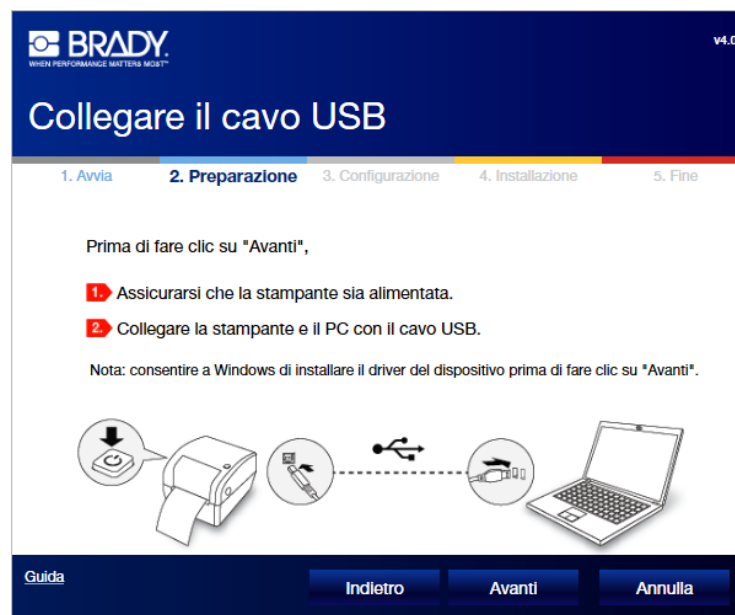 BRADY.
WHEN PERFORMANCE MATTERS MOST™
v4.0
Collegare il cavo USB
1. Avvia
2. Preparazione
3. Configurazione
4. Installazione
5. Fine
Prima di fare clic su "Avanti",
1. Assicurarsi che la stampante sia alimentata.
2. Collegare la stampante e il PC con il cavo USB.
Nota: consentire a Windows di installare il driver del dispositivo prima di fare clic su "Avanti".
Guida
Indietro
Avanti
Annulla